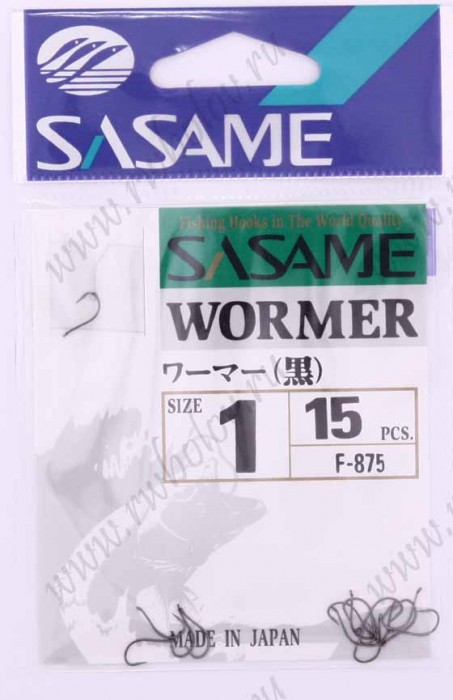 SASAME
Fishing Hooks in The World Quality
SASAME
WORMER
ワーマー(黒)
SIZE 1 15 PCS.
F-875
MADE IN JAPAN